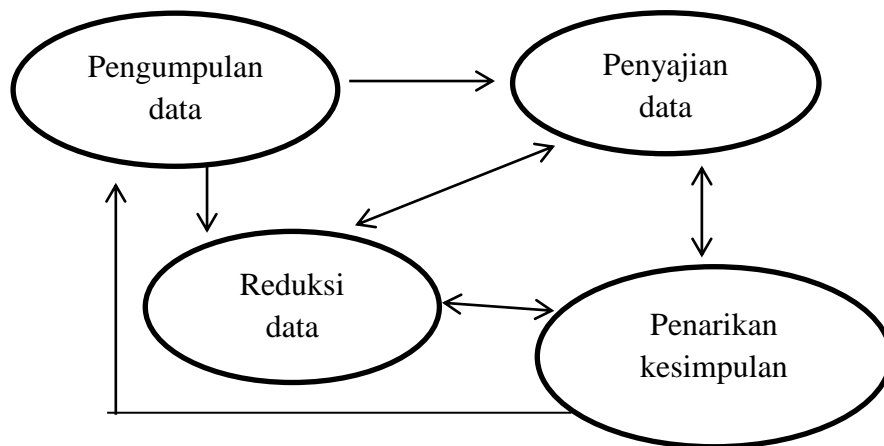 Pengumpulan
data
Penyajian
data
Reduksi
data
Penarikan
kesimpulan